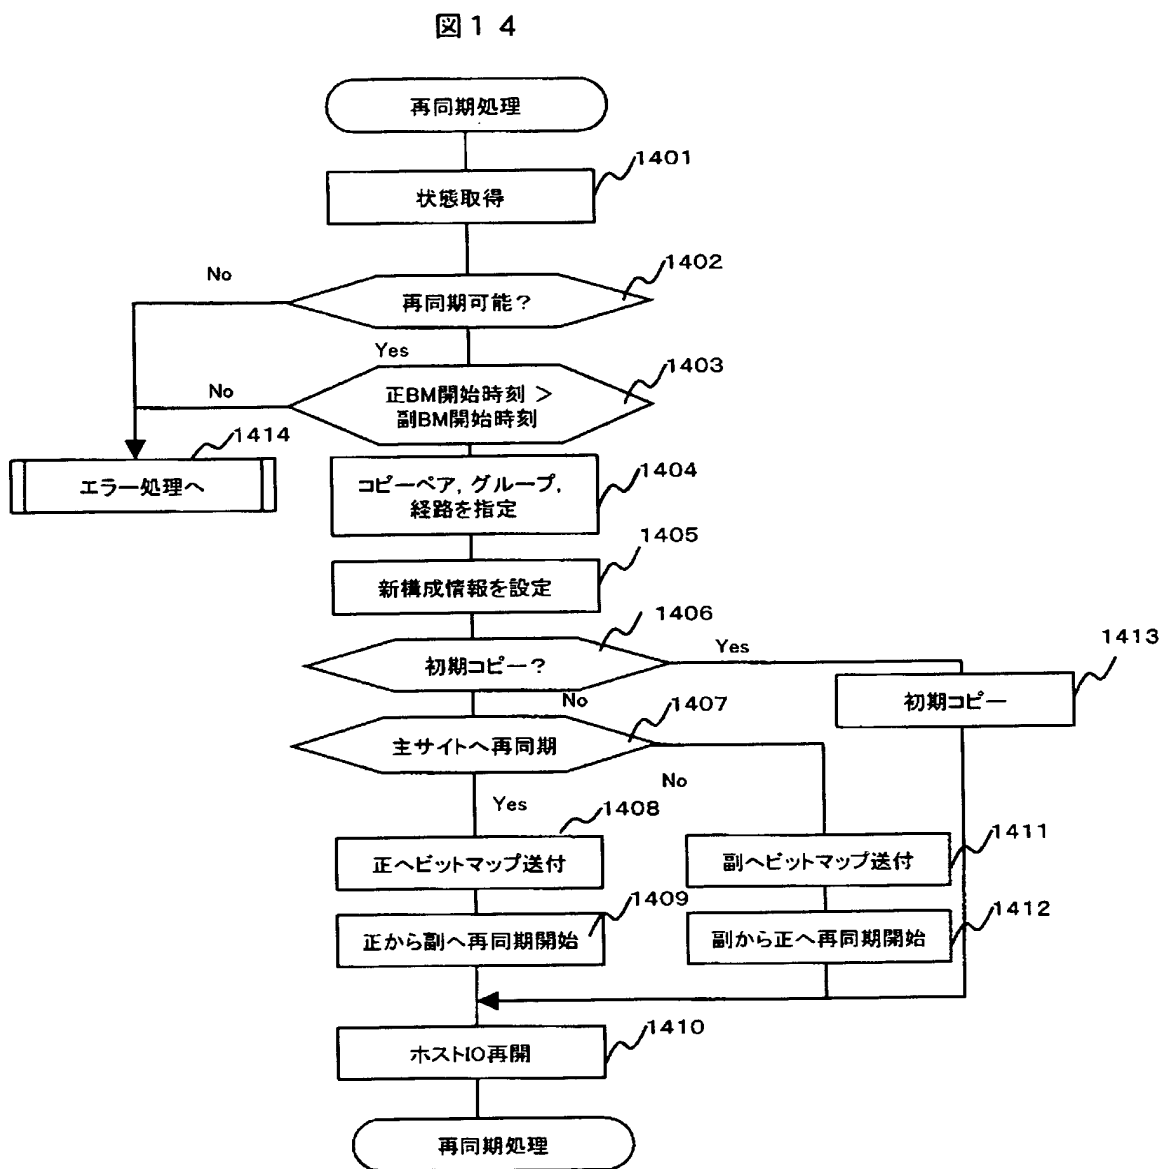 図14
再同期処理
1401
状態取得
1402
No
再同期可能?
Yes
1403
No
正BM開始時刻 >
副BM開始時刻
1414
エラー処理へ
1404
コピーペア,グループ,
経路を指定
1405
新構成情報を設定
1406
初期コピー?
Yes
1413
初期コピー
No
1407
主サイトへ再同期
No
Yes
1408
正へビットマップ送付
1411
副へビットマップ送付
1409
正から副へ再同期開始
1412
副から正へ再同期開始
1410
ホストIO再開
再同期処理